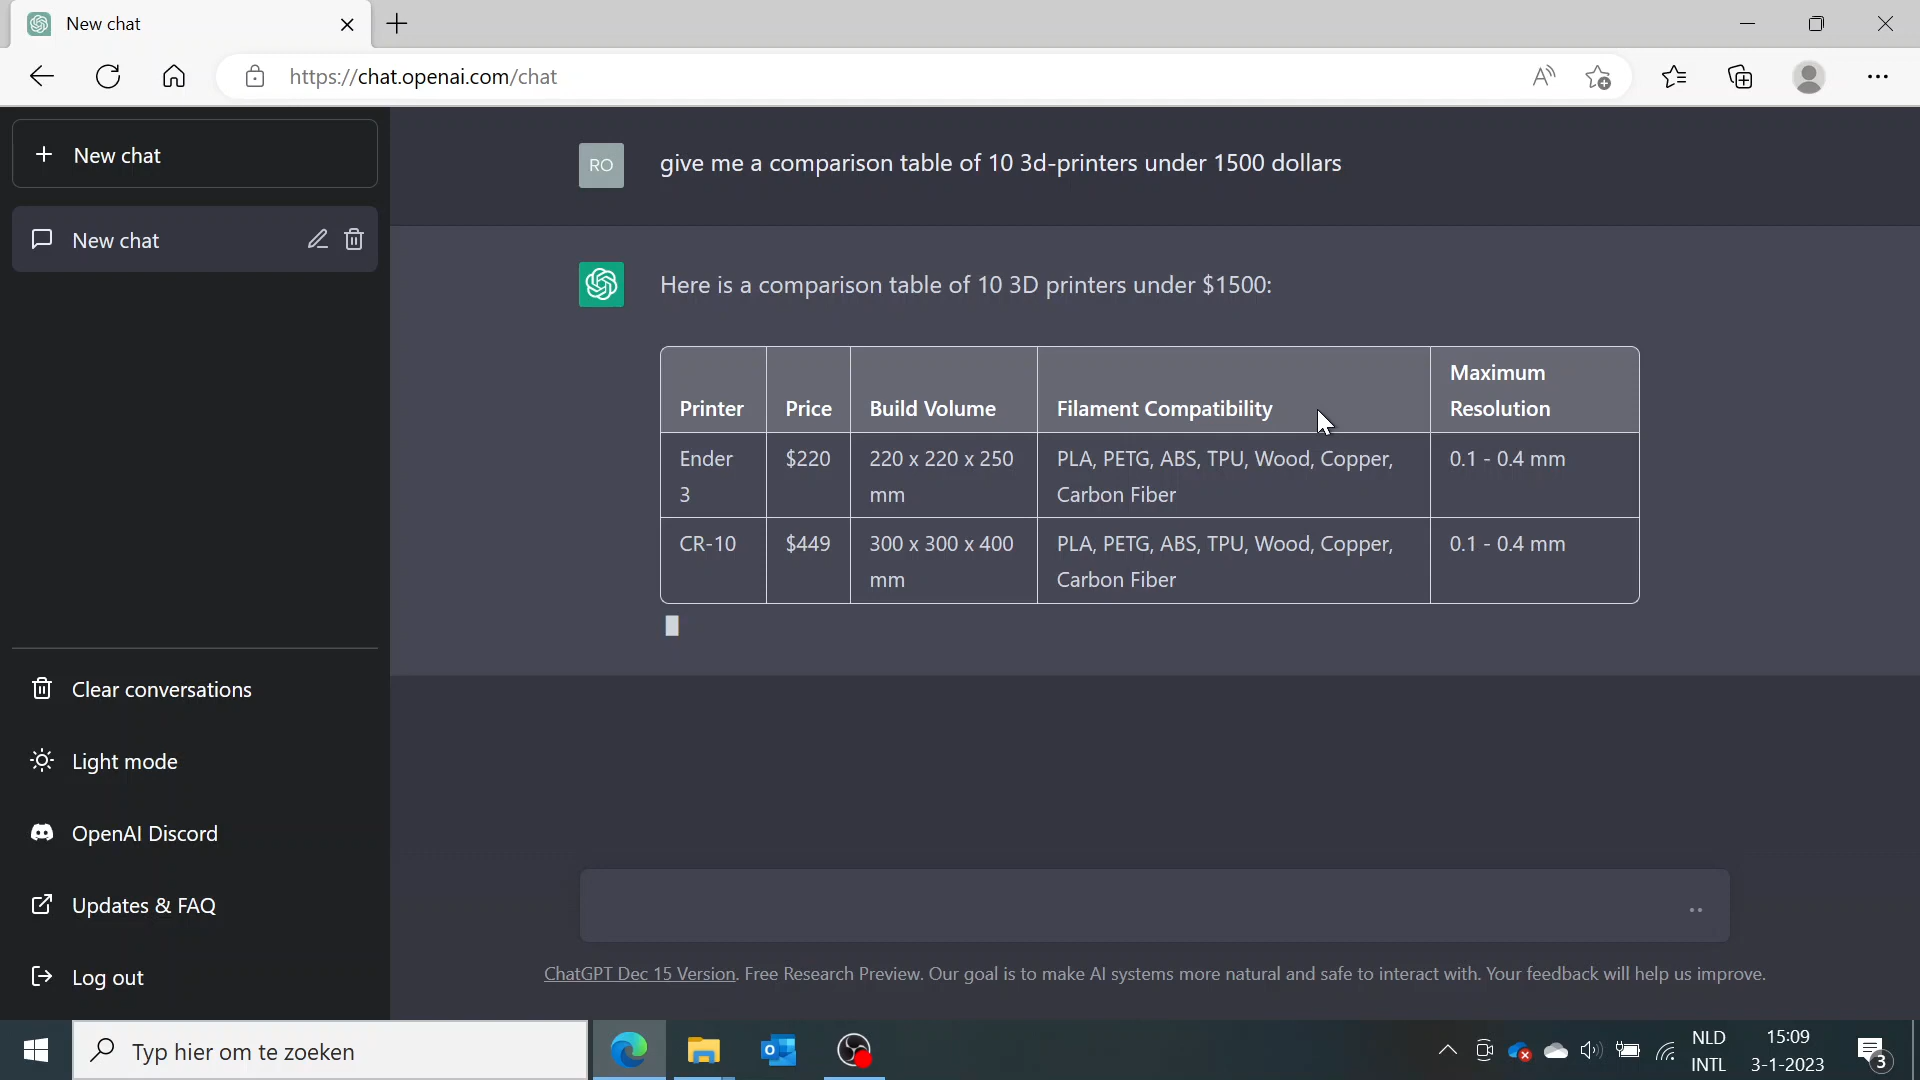 New chat
https://chat.openai.com/chat
New chat
New chat
Clear conversations
Light mode
OpenAI Discord
Updates & FAQ
Log out
RO
give me a comparison table of 10 3d-printers under 1500 dollars
Here is a comparison table of 10 3D printers under $1500:
Printer Price Build Volume Filament Compatibility Maximum
Resolution
Ender $220 220 x 220 x 250 PLA, PETG, ABS, TPU, Wood, Copper, 0.1 - 0.4 mm
3 mm Carbon Fiber
CR-10 $449 300 x 300 x 400 PLA, PETG, ABS, TPU, Wood, Copper, 0.1 - 0.4 mm
mm Carbon Fiber
ChatGPT Dec 15 Version. Free Research Preview. Our goal is to make AI systems more natural and safe to interact with. Your feedback will help us improve.
Typ hier om te zoeken
NLD 15:09
INTL 3-1-2023
3